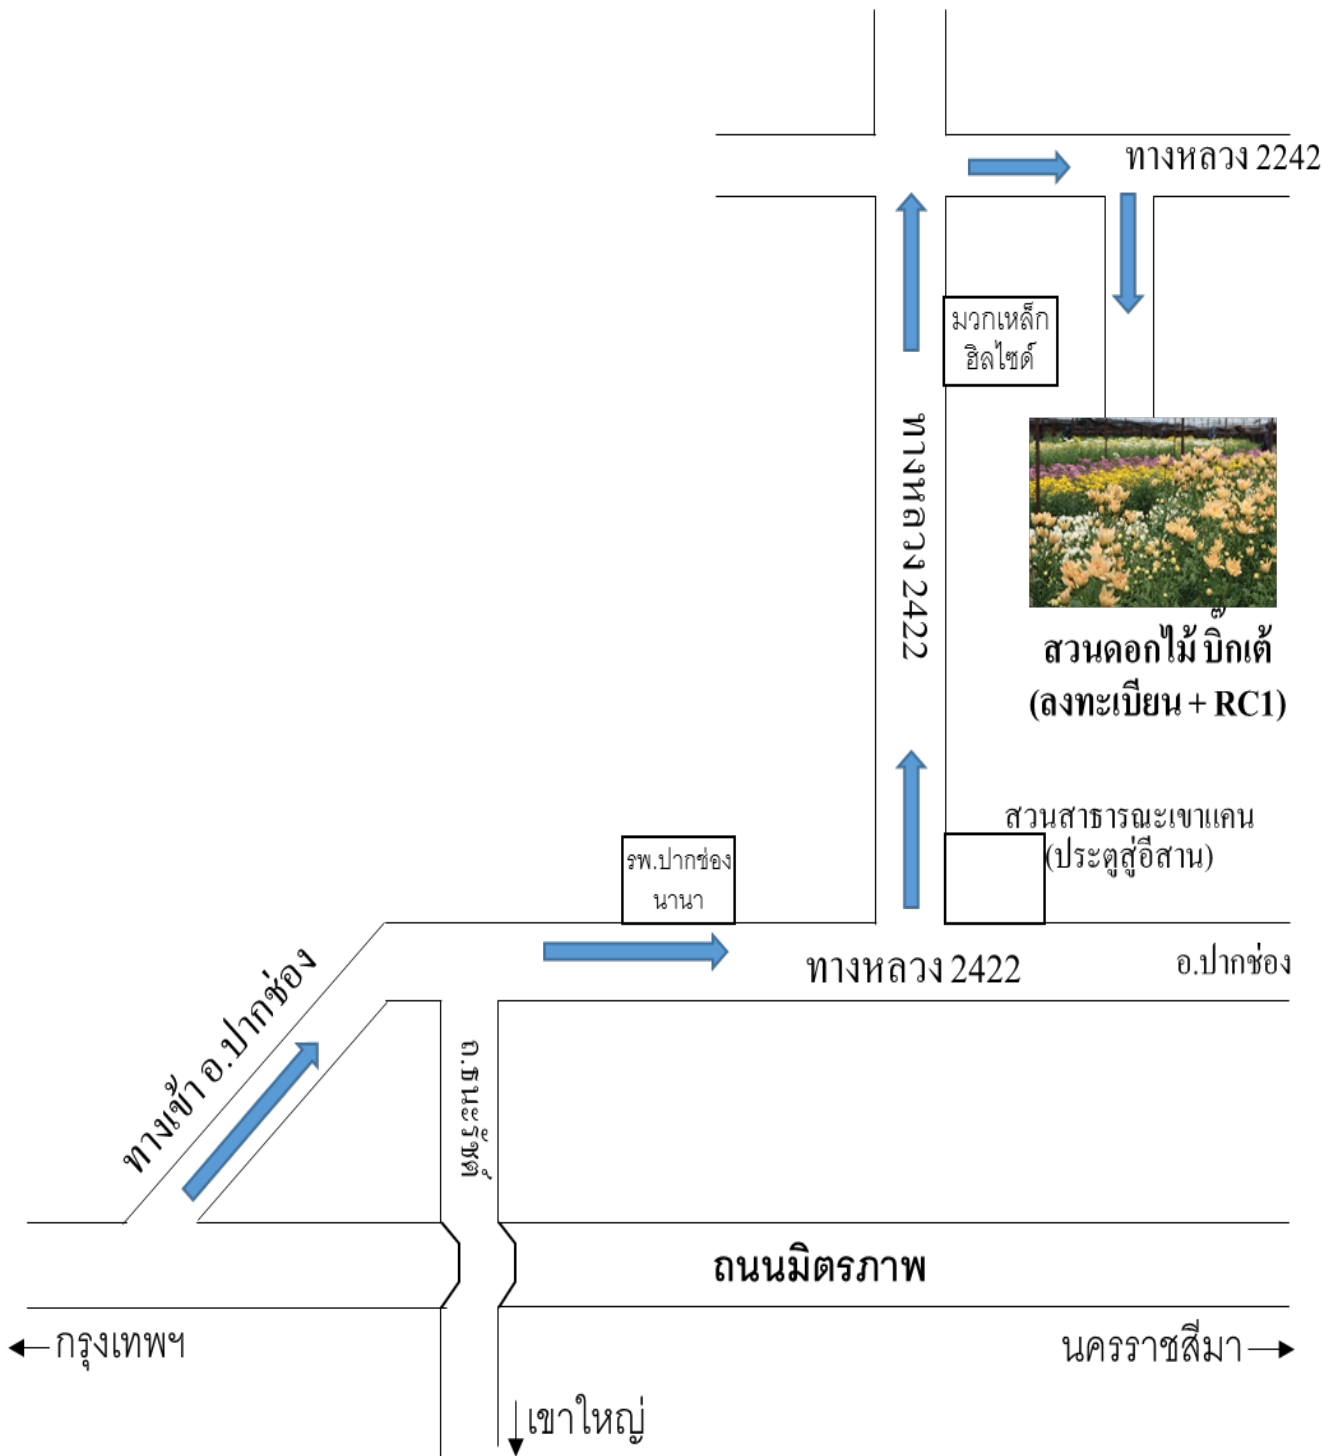 ทางหลวง 2242
มวกเหล็ก
ฮิลไซด์
ทางหลวง 2422
สวนดอกไม้ บิ๊กเต้
(ลงทะเบียน + RC1)
สวนสาธารณะเขาแคน
(ประตูสู่อีสาน)
รพ.ปากช่อง
นานา
ทางหลวง 2422
อ.ปากช่อง
ทางเข้า อ.ปากช่อง
ถ.ธนะรัชต์
ถนนมิตรภาพ
กรุงเทพฯ
นครราชสีมา
เขาใหญ่